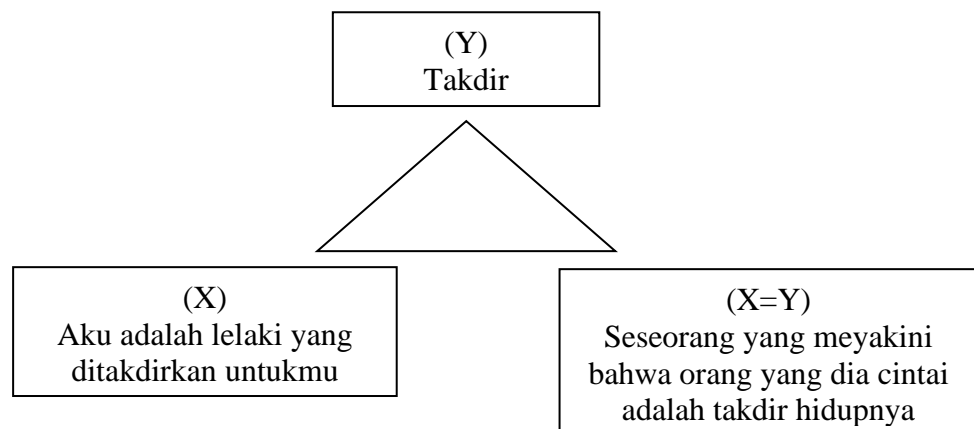 (Y)
Takdir
(X)
Aku adalah lelaki yang
ditakdirkan untukmu
(X=Y)
Seseorang yang meyakini
bahwa orang yang dia cintai
adalah takdir hidupnya